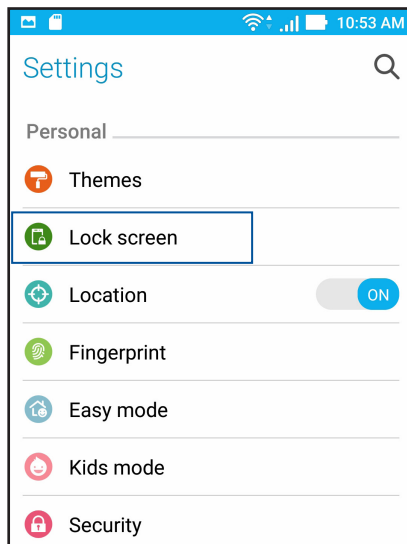 10:53 AM
Settings
Personal
Themes
Lock screen
Location ON
Fingerprint
Easy mode
Kids mode
Security